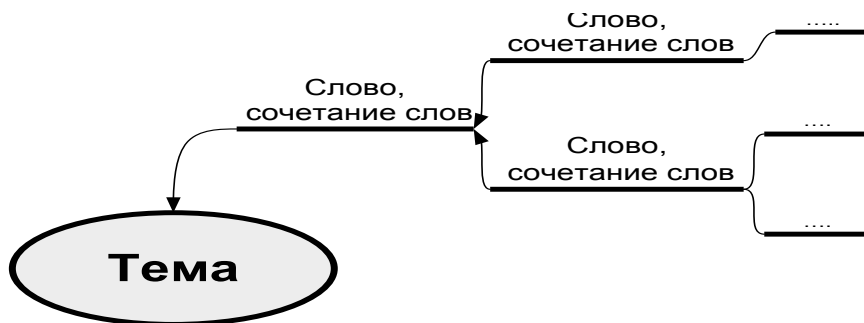 Слово,
сочетание слов
.....
Слово,
сочетание слов
....
Слово,
сочетание слов
....
Тема